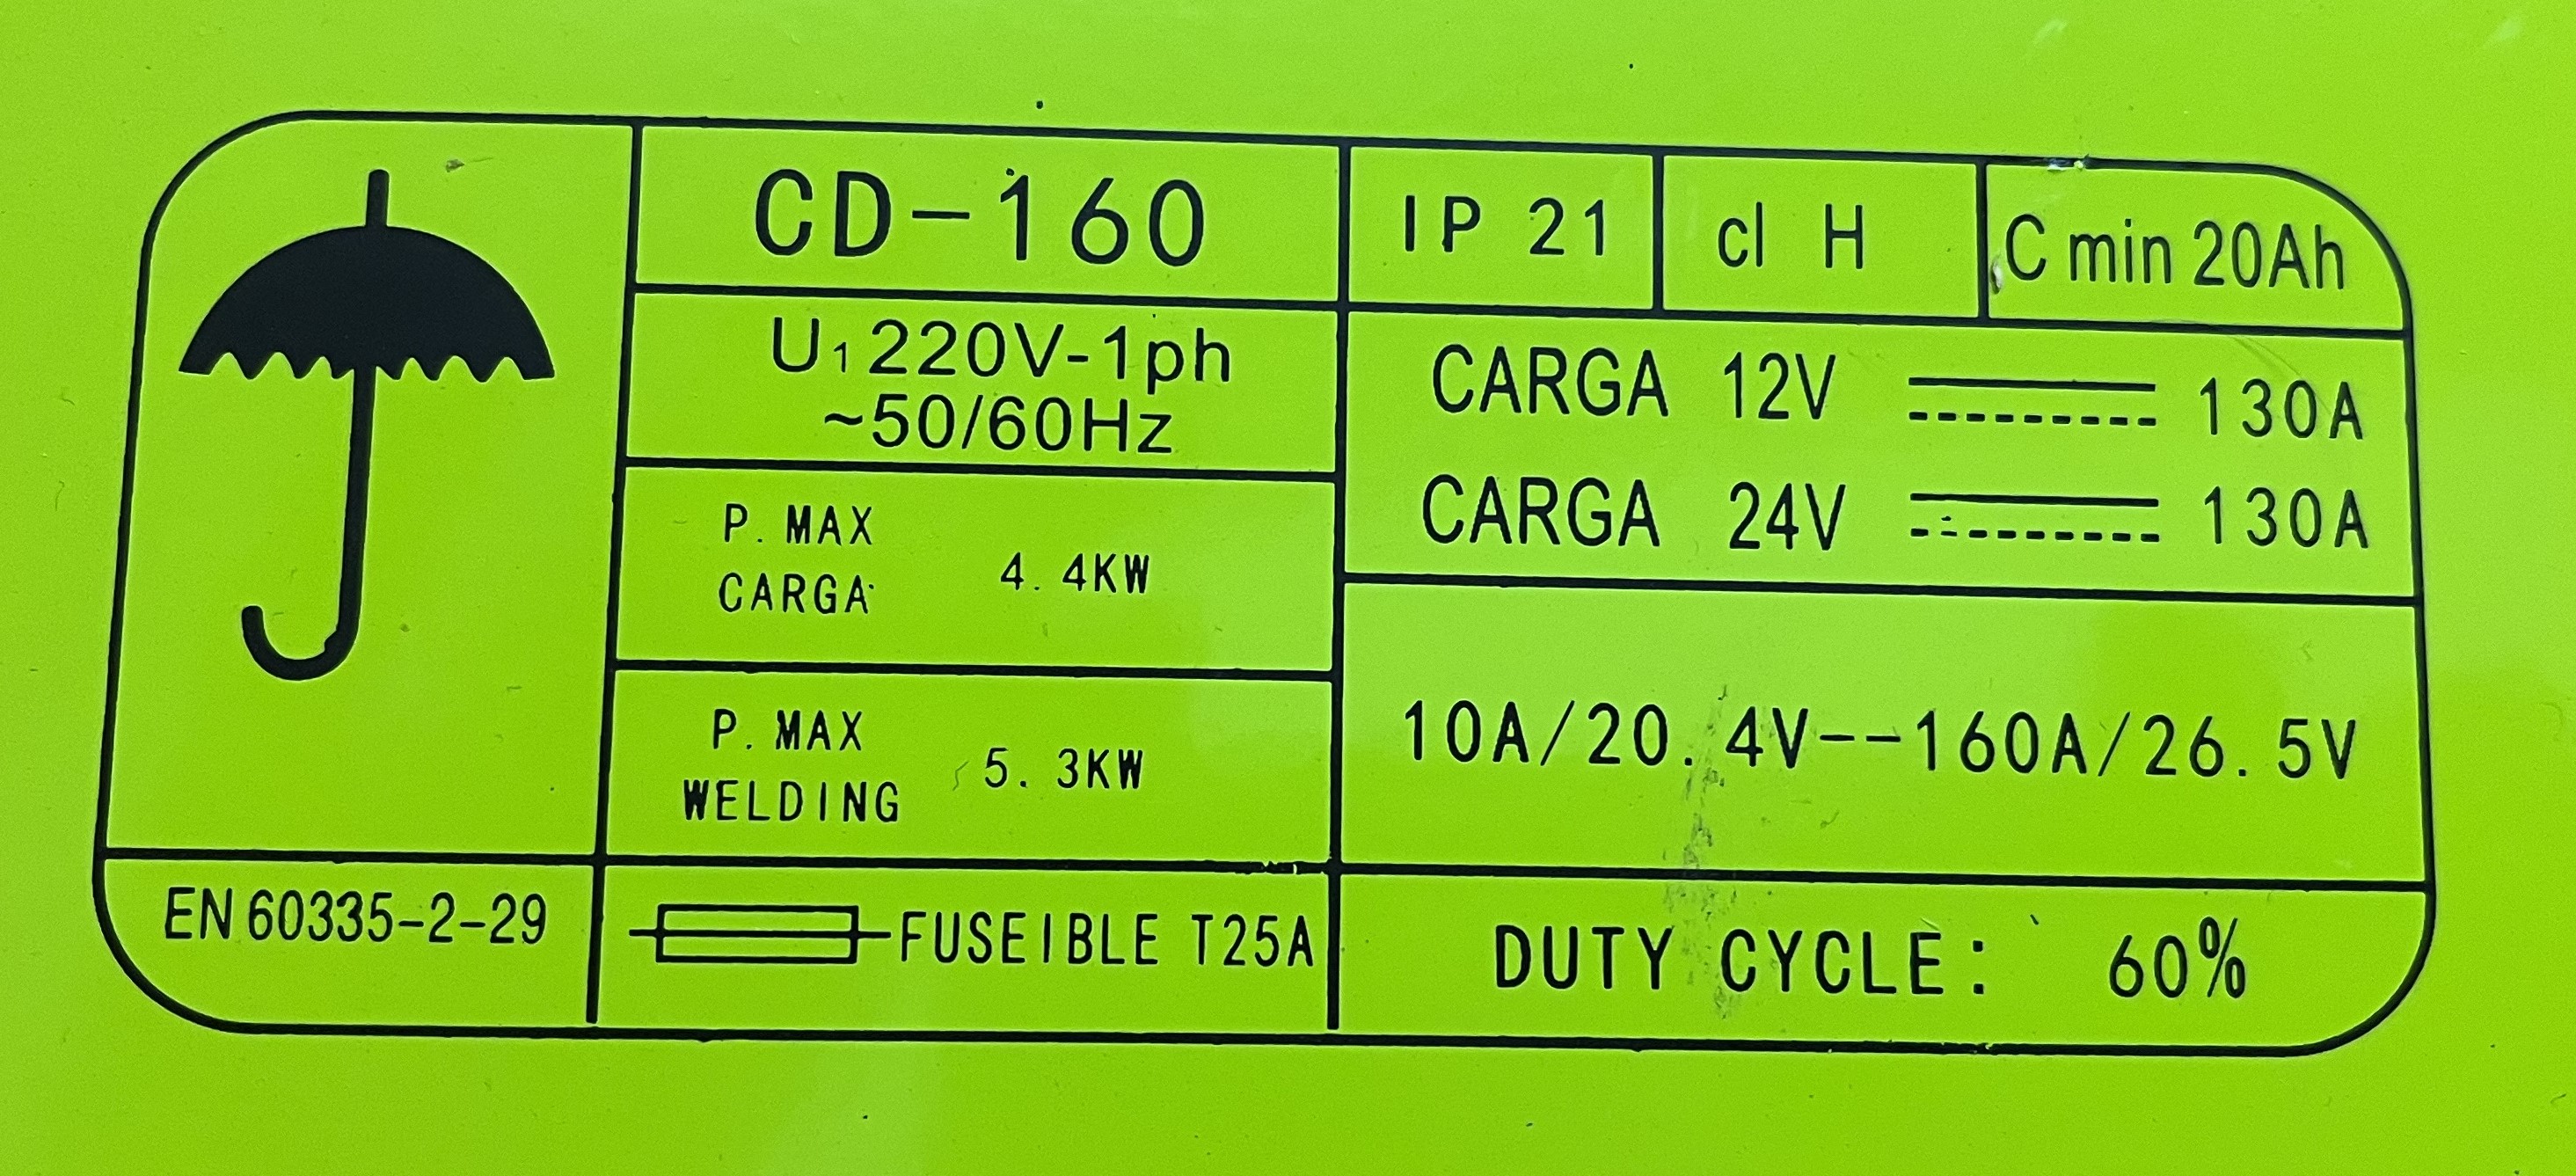 CD-160
IP 21
cl H
C min 20Ah
U₁ 220V-1ph
~50/60Hz
CARGA 12V 130A
CARGA 24V 130A
P. MAX
CARGA
4.4KW
P. MAX
WELDING
5.3KW
10A/20.4V--160A/26.5V
EN 60335-2-29
FUSEIBLE T25A
DUTY CYCLE: 60%